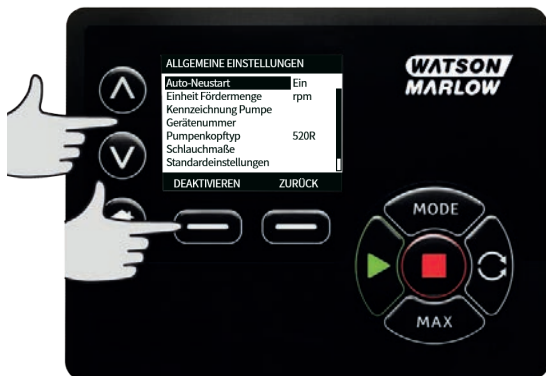 ALLGEMEINE EINSTELLUNGEN
Auto-Neustart Ein
Einheit Fördermenge rpm
Kennzeichnung Pumpe
Gerätenummer
Pumpenkopftyp 520R
Schlauchmaße
Standardeinstellungen
DEAKTIVIEREN ZURÜCK
WATSON
MARLOW
MODE
MAX